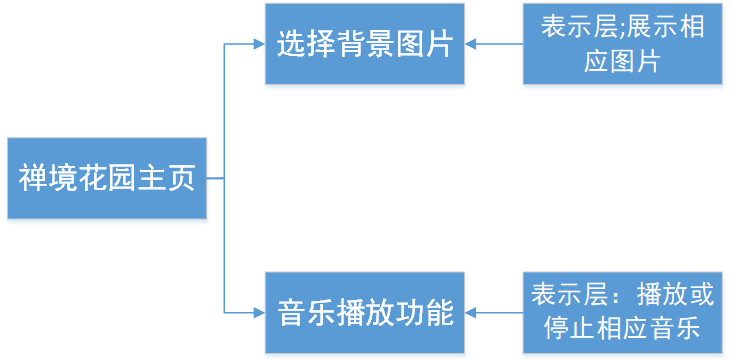 选择背景图片
表示层;展示相
应图片
禅境花园主页
音乐播放功能
表示层：播放或
停止相应音乐